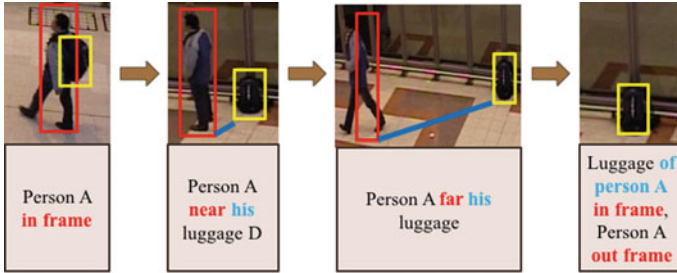 Person A
in frame
Person A
near his
luggage D
Person A far his
luggage
Luggage of
person A
in frame,
Person A
out frame